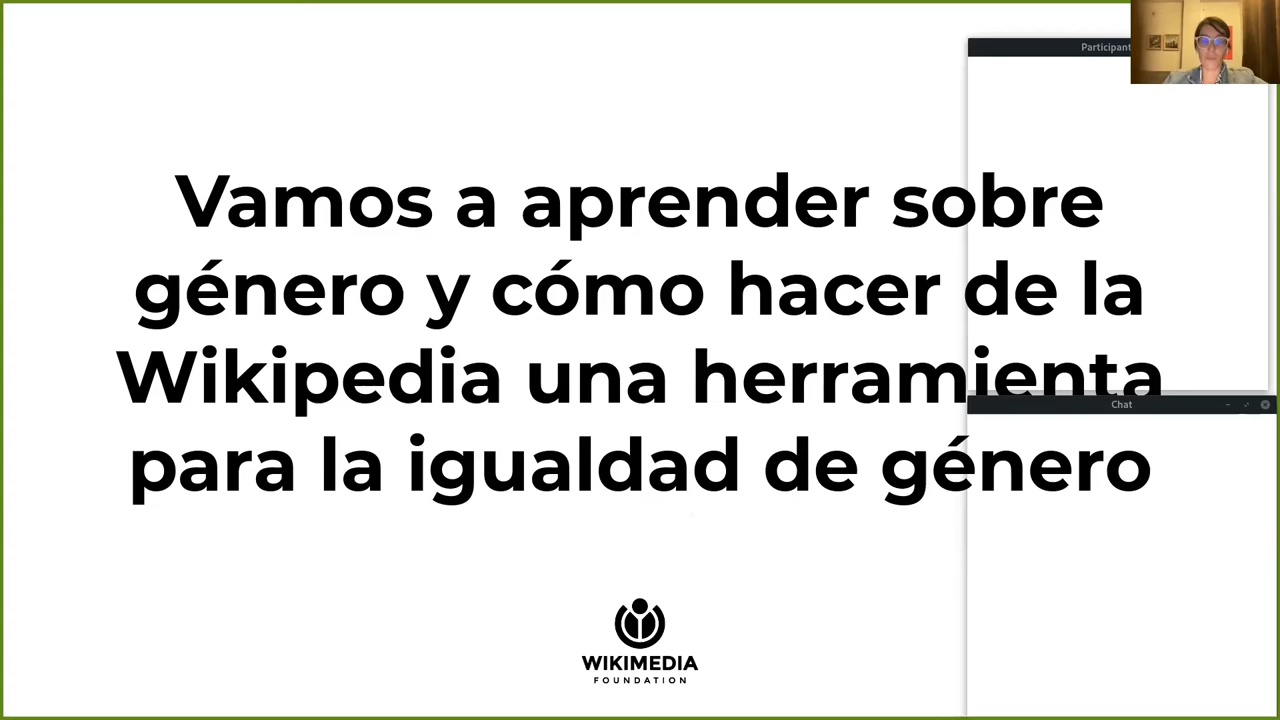 Participant
Vamos a aprender sobre
género y cómo hacer de la
Wikipedia una herramienta
Chat
para la igualdad de género
WIKIMEDIA
FOUNDATION